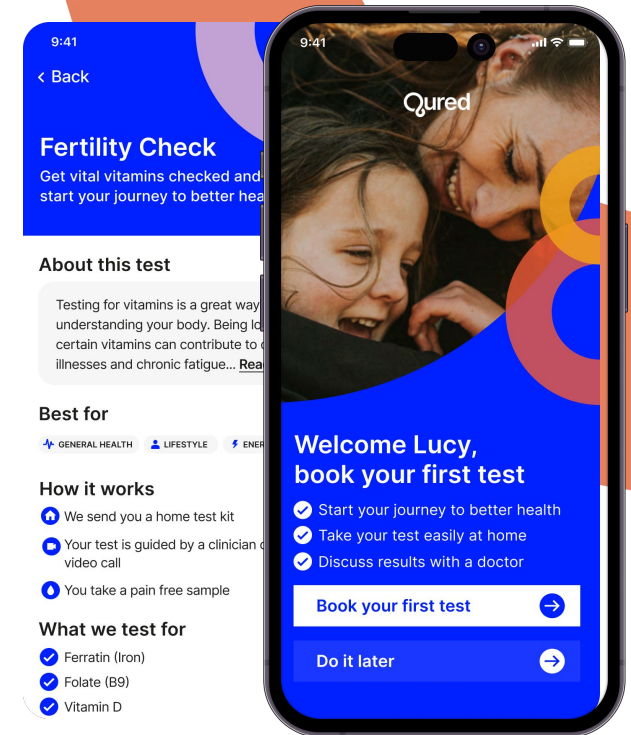 9:41
Back
Fertility Check
Get vital vitamins checked and
start your journey to better hea
About this test
Testing for vitamins is a great way
understanding your body. Being lo
certain vitamins can contribute to
illnesses and chronic fatigue... Rea
Best for
GENERAL HEALTH LIFESTYLE ENER
How it works
We send you a home test kit
Your test is guided by a clinician
video call
You take a pain free sample
What we test for
Ferratin (Iron)
Folate (B9)
Vitamin D
9:41
Qured
Welcome Lucy,
book your first test
Start your journey to better health
Take your test easily at home
Discuss results with a doctor
Book your first test
Do it later